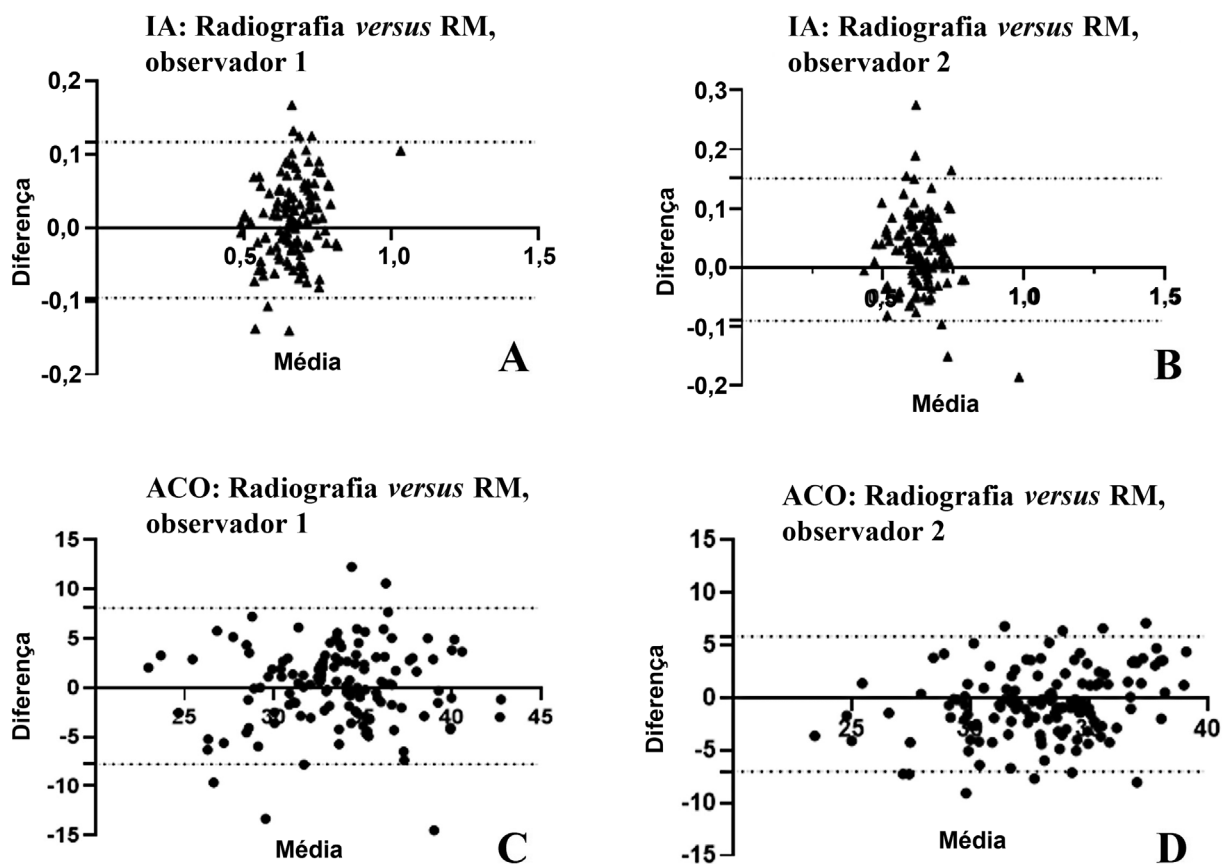 IA: Radiografia versus RM,
observador 1
0,2
0,1
0,0
-0,1
-0,2
0,5
1,0
1,5
Diferença
Média
A
IA: Radiografia versus RM,
observador 2
0,3
0,2
0,1
0,0
-0,1
-0,2
0,5
1,0
1,5
Diferença
Média
B
ACO: Radiografia versus RM,
observador 1
15
10
5
0
-5
-10
-15
25
30
35
40
45
Diferença
Média
C
ACO: Radiografia versus RM,
observador 2
15
10
5
0
-5
-10
-15
25
30
35
40
Diferença
Média
D